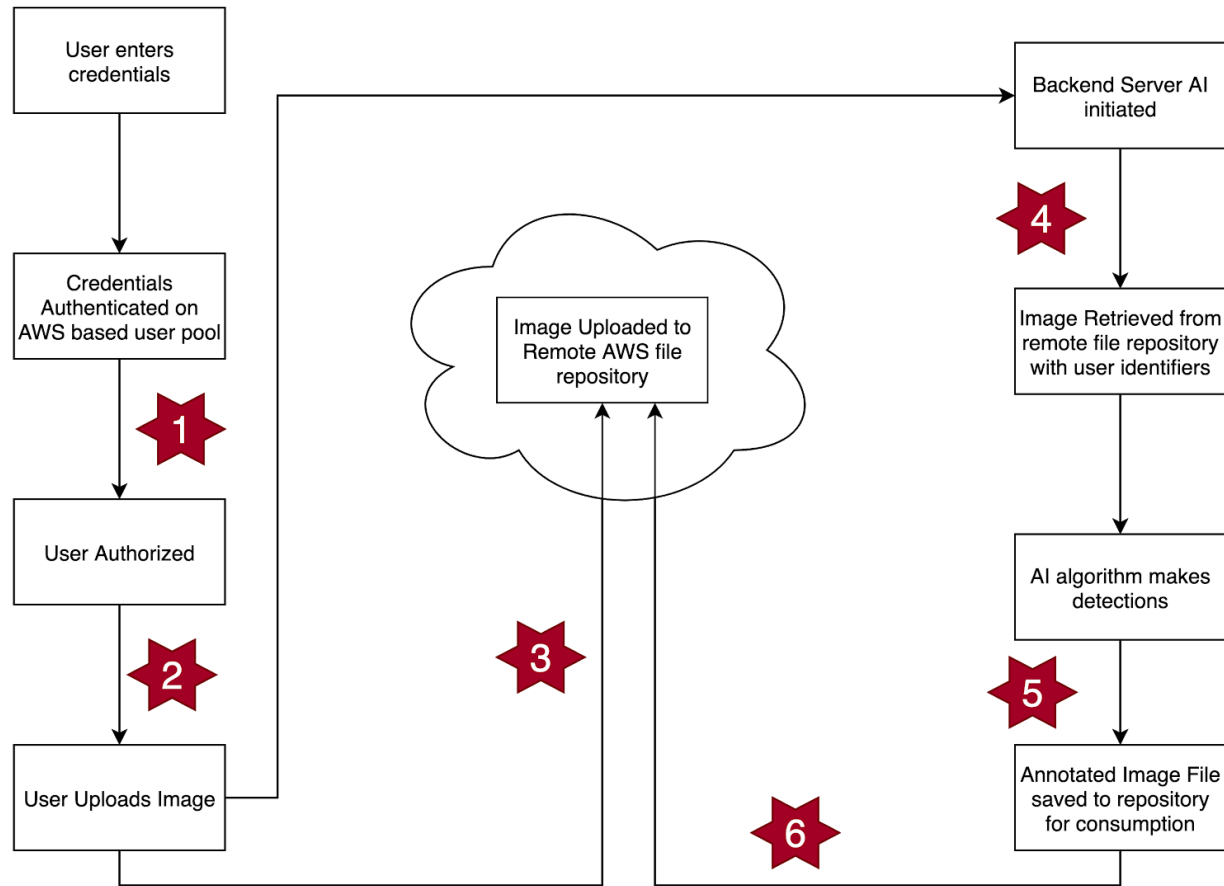 User enters
credentials
Credentials
Authenticated on
AWS based user pool
1
User Authorized
2
User Uploads Image
Image Uploaded to
Remote AWS file
repository
3
Backend Server AI
initiated
4
Image Retrieved from
remote file repository
with user identifiers
AI algorithm makes
detections
5
Annotated Image File
saved to repository
for consumption
6